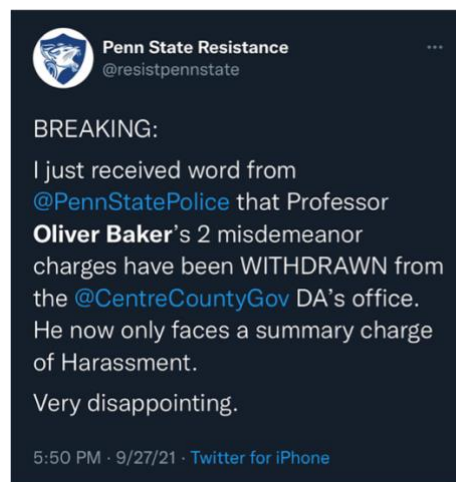 Penn State Resistance
@resistpennstate
BREAKING:
I just received word from
@PennStatePolice that Professor
Oliver Baker's 2 misdemeanor
charges have been WITHDRAWN from
the @CentreCountyGov DA's office.
He now only faces a summary charge
of Harassment.
Very disappointing.
5:50 PM · 9/27/21 · Twitter for iPhone